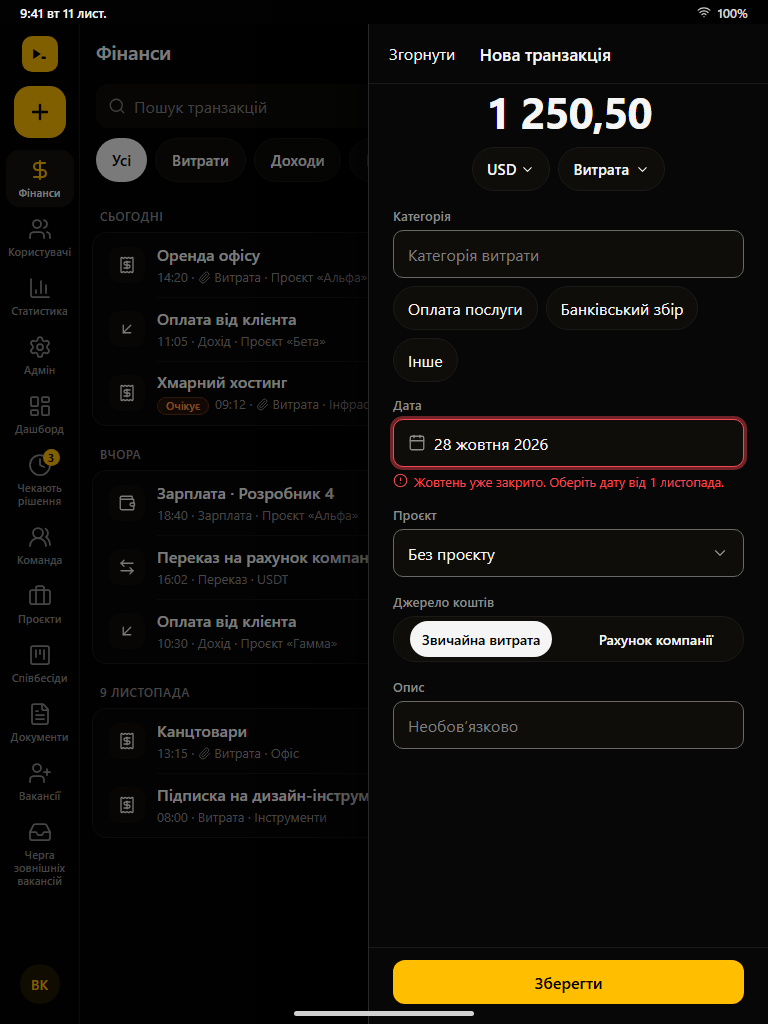 9:41 вт 11 лист.
100%
Фінанси
Користувачі
Статистика
Адмін
Дашборд
3
Чекають
рішення
Команда
Проєкти
Співбесіди
Документи
Вакансії
Черга
зовнішніх
вакансій
ВК
Фінанси
Пошук транзакцій
Усі
Витрати
Доходи
СЬОГОДНІ
Оренда офісу
14:20 · Витрата · Проєкт «Альфа»
Оплата від клієнта
11:05 · Дохід · Проєкт «Бета»
Хмарний хостинг
Очікує 09:12 · Витрата · Інфрас
ВЧОРА
Зарплата · Розробник 4
18:40 · Зарплата · Проєкт «Альфа»
Переказ на рахунок компан
16:02 · Переказ · USDT
Оплата від клієнта
10:30 · Дохід · Проєкт «Гамма»
9 ЛИСТОПАДА
Канцтовари
13:15 · Витрата · Офіс
Підписка на дизайн-інструм
08:00 · Витрата · Інструменти
Згорнути
Нова транзакція
1 250,50
USD
Витрата
Категорія
Категорія витрати
Оплата послуги
Банківський збір
Інше
Дата
28 жовтня 2026
Жовтень уже закрито. Оберіть дату від 1 листопада.
Проєкт
Без проєкту
Джерело коштів
Звичайна витрата
Рахунок компанії
Опис
Необов’язково
Зберегти